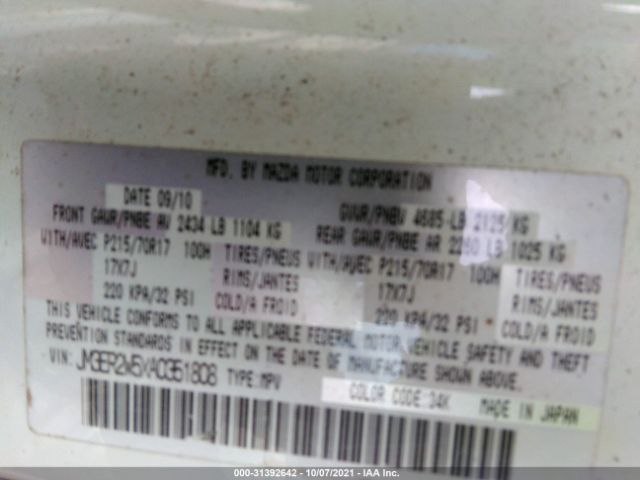 MFD. BY MAZDA MOTOR CORPORATION
DATE 09/10 GVWR/PNBV 4685 LB 2125 KG
FRONT GAWR/PNBE AV 2434 LB 1104 KG REAR GAWR/PNBE AR 2260 LB 1025 KG
WITH/AVEC P215/70R17 100H TIRES/PNEUS WITH/AVEC P215/70R17 100H TIRES/PNEUS
17X7J RIMS/JANTES 17X7J RIMS/JANTES
220 KPA/32 PSI COLD/A FROID 220 KPA/32 PSI COLD/A FROID
THIS VEHICLE CONFORMS TO ALL APPLICABLE FEDERAL MOTOR VEHICLE SAFETY AND THEFT
PREVENTION STANDARDS IN EFFECT ON THE DATE OF MANUFACTURE SHOWN ABOVE.
VIN: JM3ER2W5XA0351808 TYPE: MPV
COLOR CODE: 34K MADE IN JAPAN
000-31392642 - 10/07/2021 - IAA Inc.